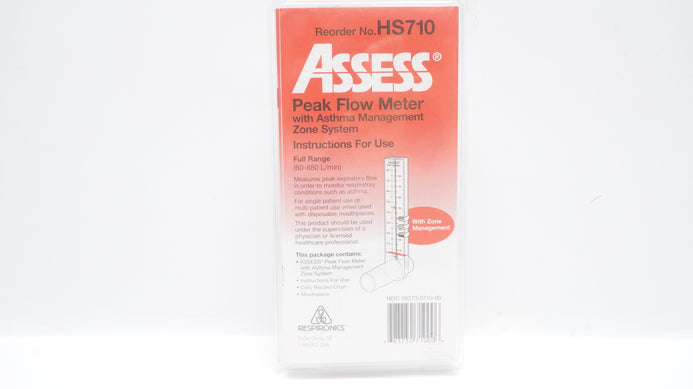 Reorder No. HS710
ASSESS®
Peak Flow Meter
with Asthma Management
Zone System
Instructions For Use
Full Range
(60-880 L/min)
Measures peak expiratory flow
in order to monitor respiratory
conditions such as asthma.
For single patient use or
multi-patient use when used
with disposable mouthpieces.
This product should be used
under the supervision of a
physician or licensed
healthcare professional.
This package contains:
• ASSESS® Peak Flow Meter
with Asthma Management
Zone System
• Instructions For Use
• Daily Record Chart
• Mouthpiece
With Zone
Management
RESPIRONICS®